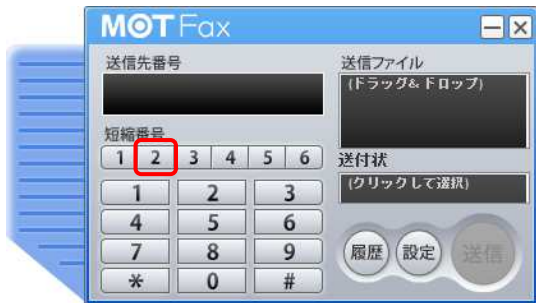 MOT Fax
送信先番号
短縮番号
1 2 3 4 5 6
1 2 3
4 5 6
7 8 9
* 0 #
送信ファイル
(ドラッグ&ドロップ)
送付状
(クリックして選択)
履歴 設定 送信